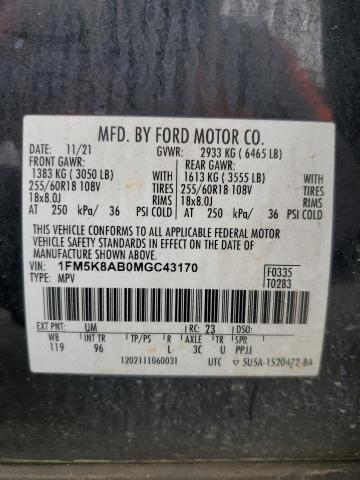 MFD. BY FORD MOTOR CO.
DATE: 11/21 GVWR: 2933 KG ( 6465 LB)
FRONT GAWR: REAR GAWR:
1383 KG ( 3050 LB) WITH 1613 KG ( 3555 LB) WITH
255/60R18 108V TIRES 255/60R18 108V TIRES
18x8.0J RIMS 18x8.0J RIMS
AT 250 kPa/ 36 PSI COLD AT 250 kPa/ 36 PSI COLD
THIS VEHICLE CONFORMS TO ALL APPLICABLE FEDERAL MOTOR
VEHICLE SAFETY STANDARDS IN EFFECT ON THE DATE OF
MANUFACTURE SHOWN ABOVE.
VIN: 1FM5K8AB0MGC43170 F0335
TYPE: MPV T0283
EXT PNT: UM RC: 23
WB INT TR TP/PS R AXLE TR
119 96 L 3C U PPJJ
1202111060031 UTC 5U5A-1520472-BA